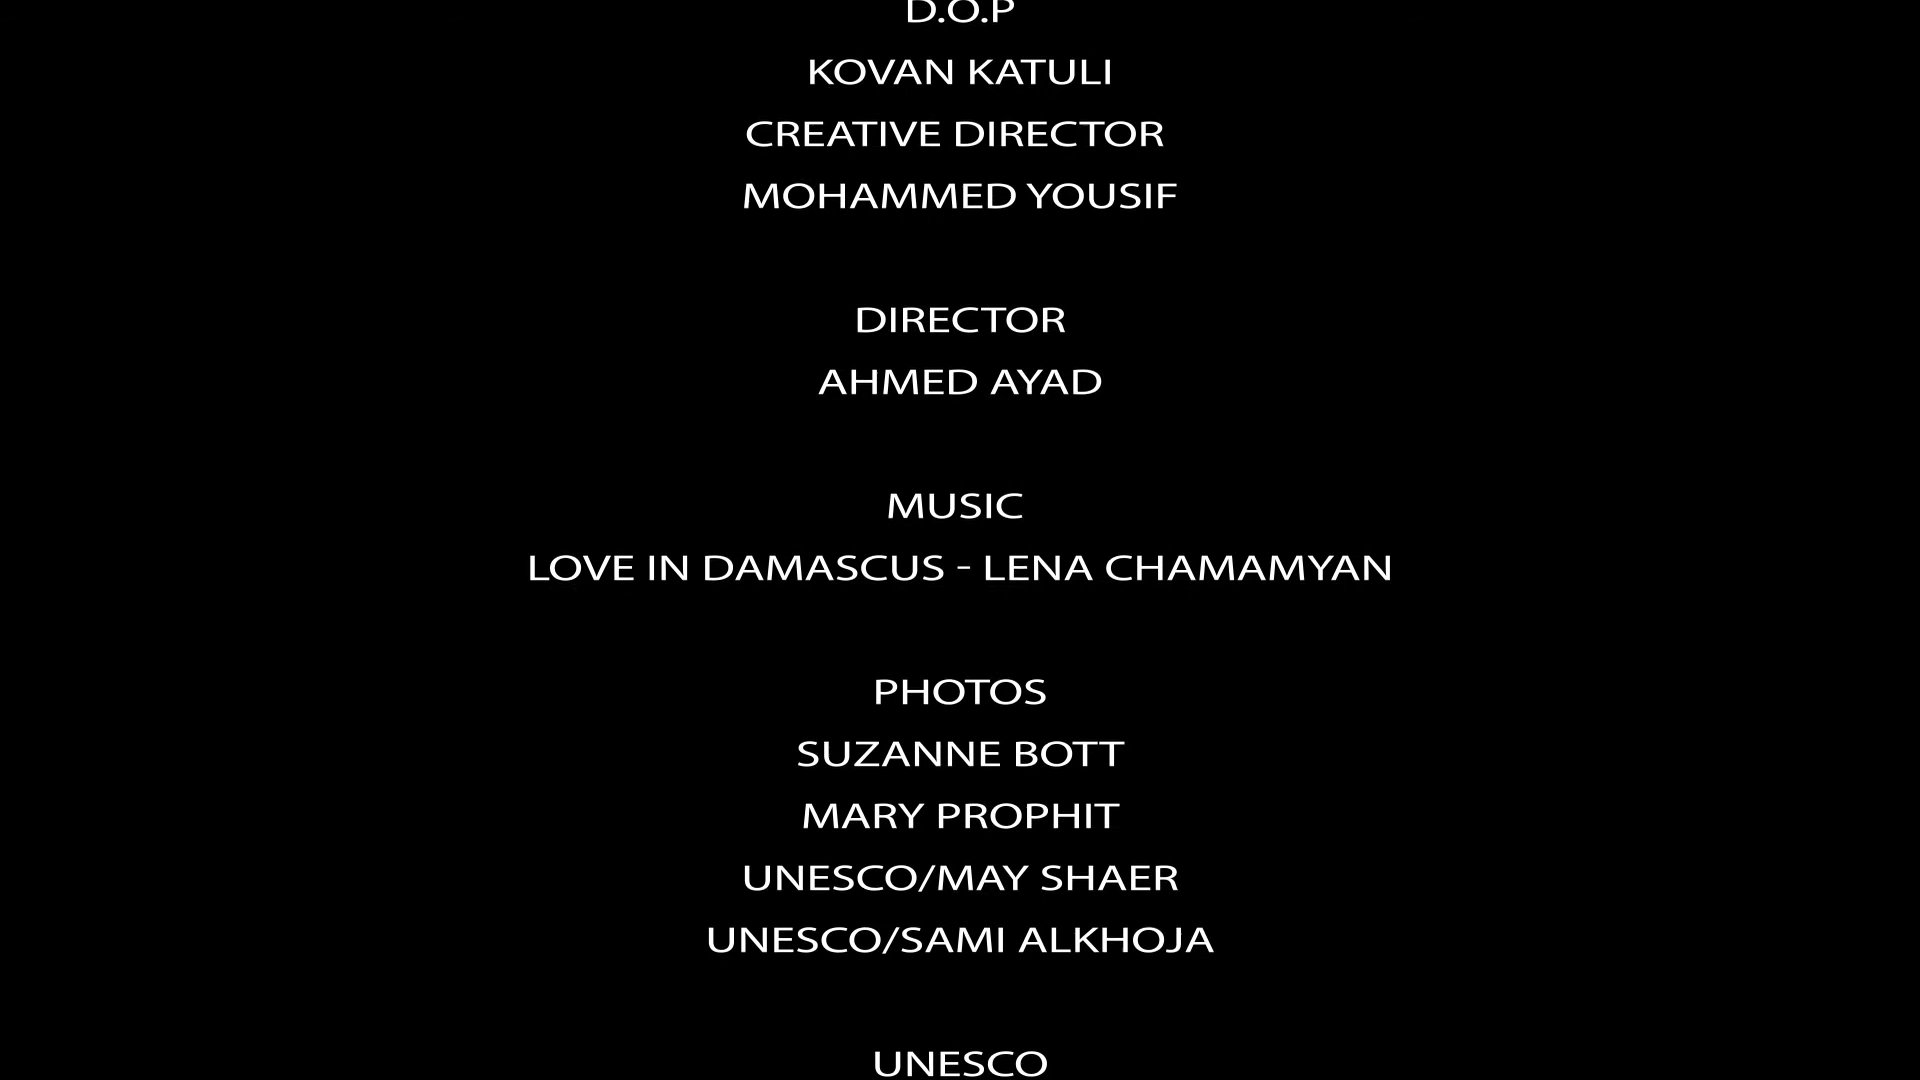 D.O.P
KOVAN KATULI
CREATIVE DIRECTOR
MOHAMMED YOUSIF
DIRECTOR
AHMED AYAD
MUSIC
LOVE IN DAMASCUS - LENA CHAMAMYAN
PHOTOS
SUZANNE BOTT
MARY PROPHIT
UNESCO/MAY SHAER
UNESCO/SAMI ALKHOJA
UNESCO